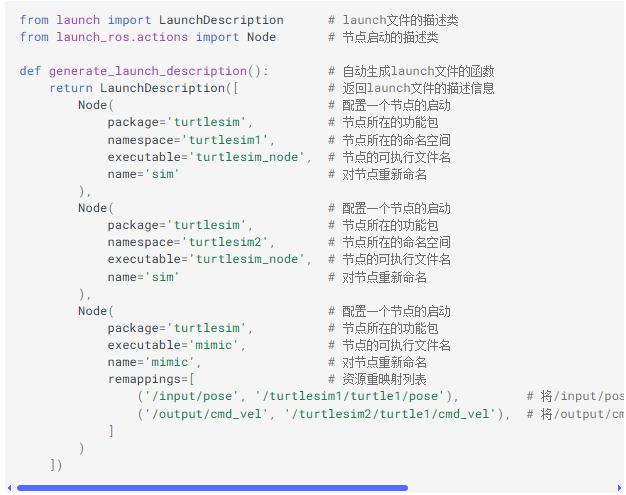 from launch import LaunchDescription      # launch文件的描述类
from launch_ros.actions import Node        # 节点启动的描述类
def generate_launch_description():         # 自动生成launch文件的函数
    return LaunchDescription([             # 返回launch文件的描述信息
        Node(                              # 配置一个节点的启动
            package='turtlesim',           # 节点所在的功能包
            namespace='turtlesim1',        # 节点所在的命名空间
            executable='turtlesim_node',   # 节点的可执行文件名
            name='sim'                     # 对节点重新命名
        ),
        Node(                              # 配置一个节点的启动
            package='turtlesim',           # 节点所在的功能包
            namespace='turtlesim2',        # 节点所在的命名空间
            executable='turtlesim_node',   # 节点的可执行文件名
            name='sim'                     # 对节点重新命名
        ),
        Node(                              # 配置一个节点的启动
            package='turtlesim',           # 节点所在的功能包
            executable='mimic',            # 节点的可执行文件名
            name='mimic',                  # 对节点重新命名
            remappings=[                   # 资源重映射列表
                ('/input/pose', '/turtlesim1/turtle1/pose'),         # 将/input/pos
                ('/output/cmd_vel', '/turtlesim2/turtle1/cmd_vel'),  # 将/output/cm
            ]
        )
    ])